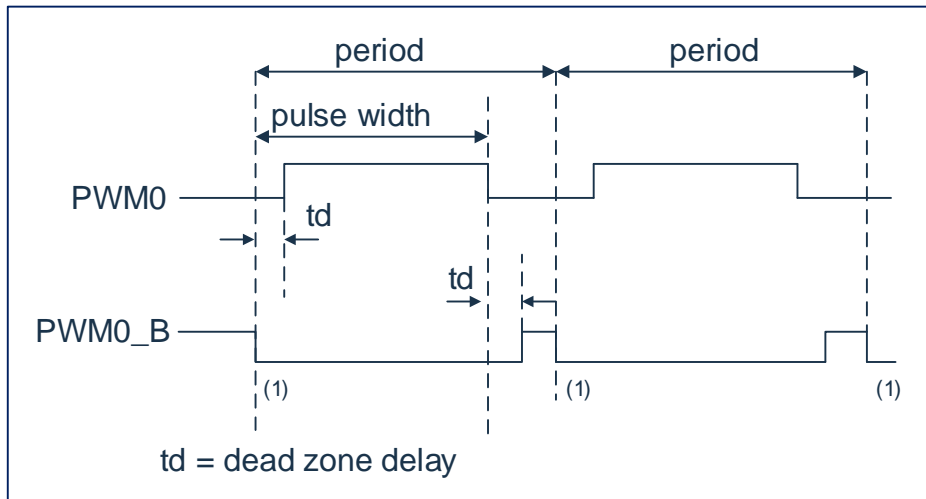 period period
pulse width
PWM0
td
td
PWM0_B
(1) (1) (1)
td = dead zone delay